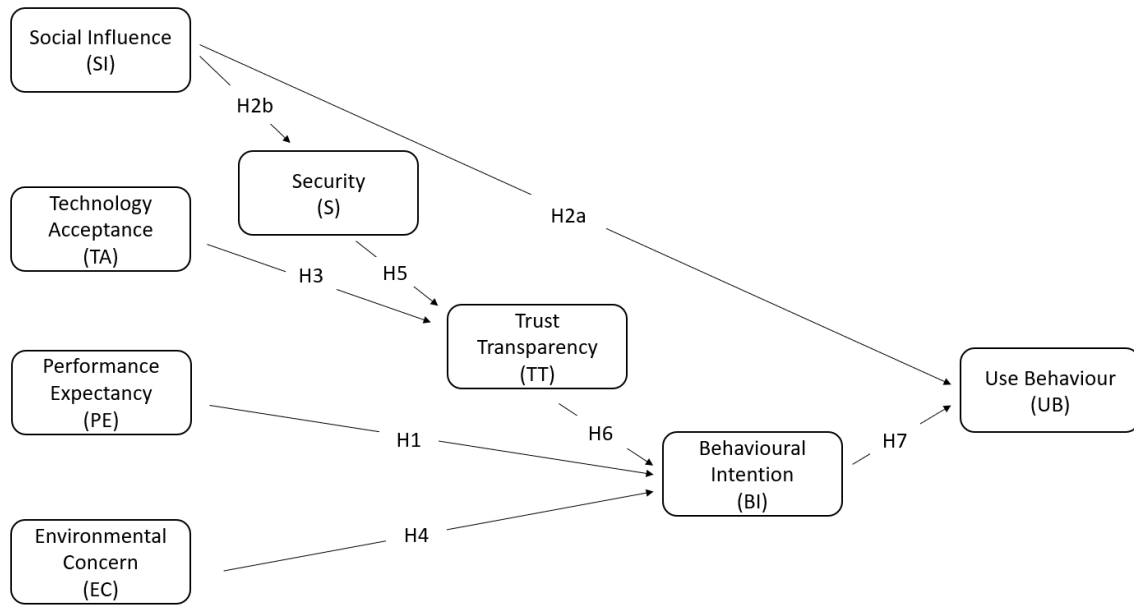 Social Influence
(SI)
H2b
Security
(S)
H2a
Technology
Acceptance
(TA)
H3
H5
Trust
Transparency
(TT)
Performance
Expectancy
(PE)
Use Behaviour
(UB)
H1
H6
H7
Behavioural
Intention
(BI)
H4
Environmental
Concern
(EC)